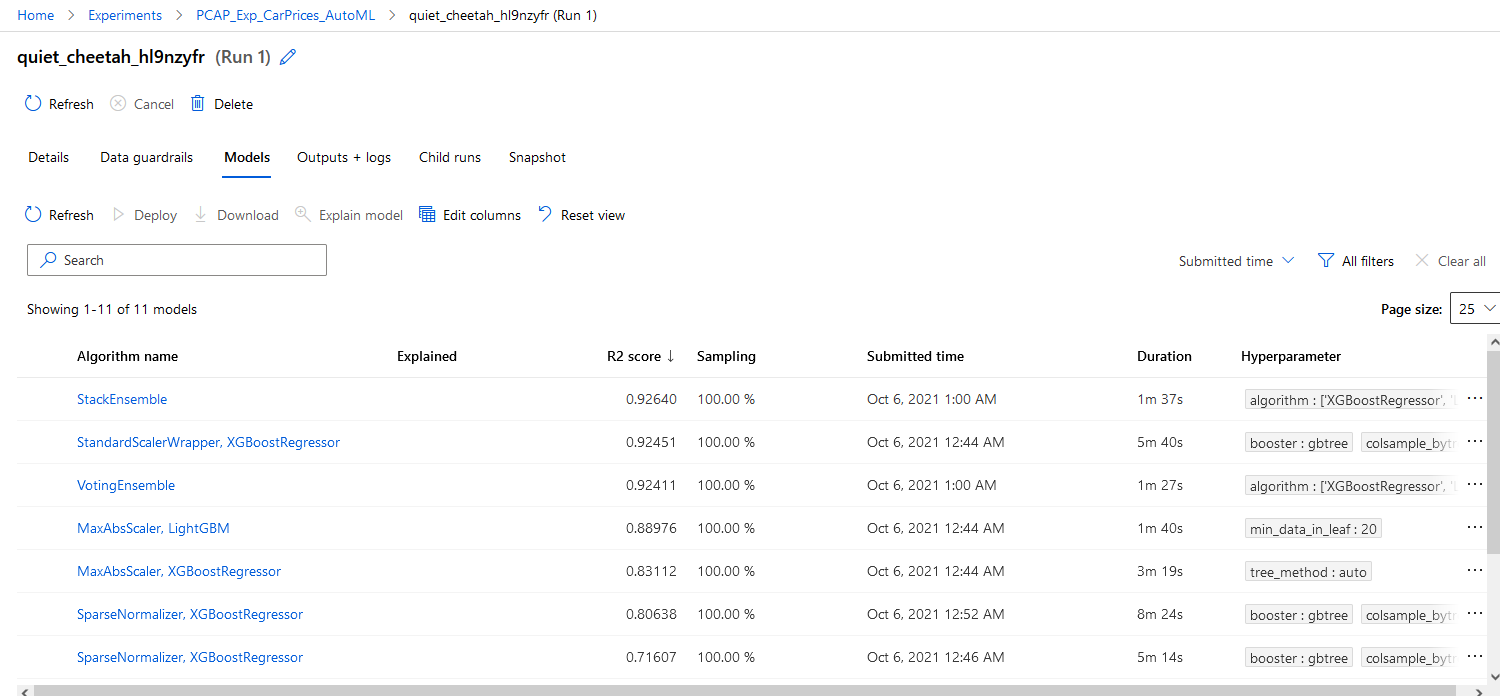 Home > Experiments > PCAP_Exp_CarPrices_AutoML > quiet_cheetah_hl9nzyfr (Run 1)
quiet_cheetah_hl9nzyfr (Run 1)
Refresh Cancel Delete
Details Data guardrails Models Outputs + logs Child runs Snapshot
Refresh Deploy Download Explain model Edit columns Reset view
Search Submitted time All filters Clear all
Showing 1-11 of 11 models Page size: 25
Algorithm name Explained R2 score ↓ Sampling Submitted time Duration Hyperparameter
StackEnsemble 0.92640 100.00 % Oct 6, 2021 1:00 AM 1m 37s algorithm : ['XGBoostRegressor', ...
StandardScalerWrapper, XGBoostRegressor 0.92451 100.00 % Oct 6, 2021 12:44 AM 5m 40s booster : gbtree colsample_bytr ...
VotingEnsemble 0.92411 100.00 % Oct 6, 2021 1:00 AM 1m 27s algorithm : ['XGBoostRegressor', ...
MaxAbsScaler, LightGBM 0.88976 100.00 % Oct 6, 2021 12:44 AM 1m 40s min_data_in_leaf : 20 ...
MaxAbsScaler, XGBoostRegressor 0.83112 100.00 % Oct 6, 2021 12:44 AM 3m 19s tree_method : auto ...
SparseNormalizer, XGBoostRegressor 0.80638 100.00 % Oct 6, 2021 12:52 AM 8m 24s booster : gbtree colsample_bytr ...
SparseNormalizer, XGBoostRegressor 0.71607 100.00 % Oct 6, 2021 12:46 AM 5m 14s booster : gbtree colsample_bytr ...